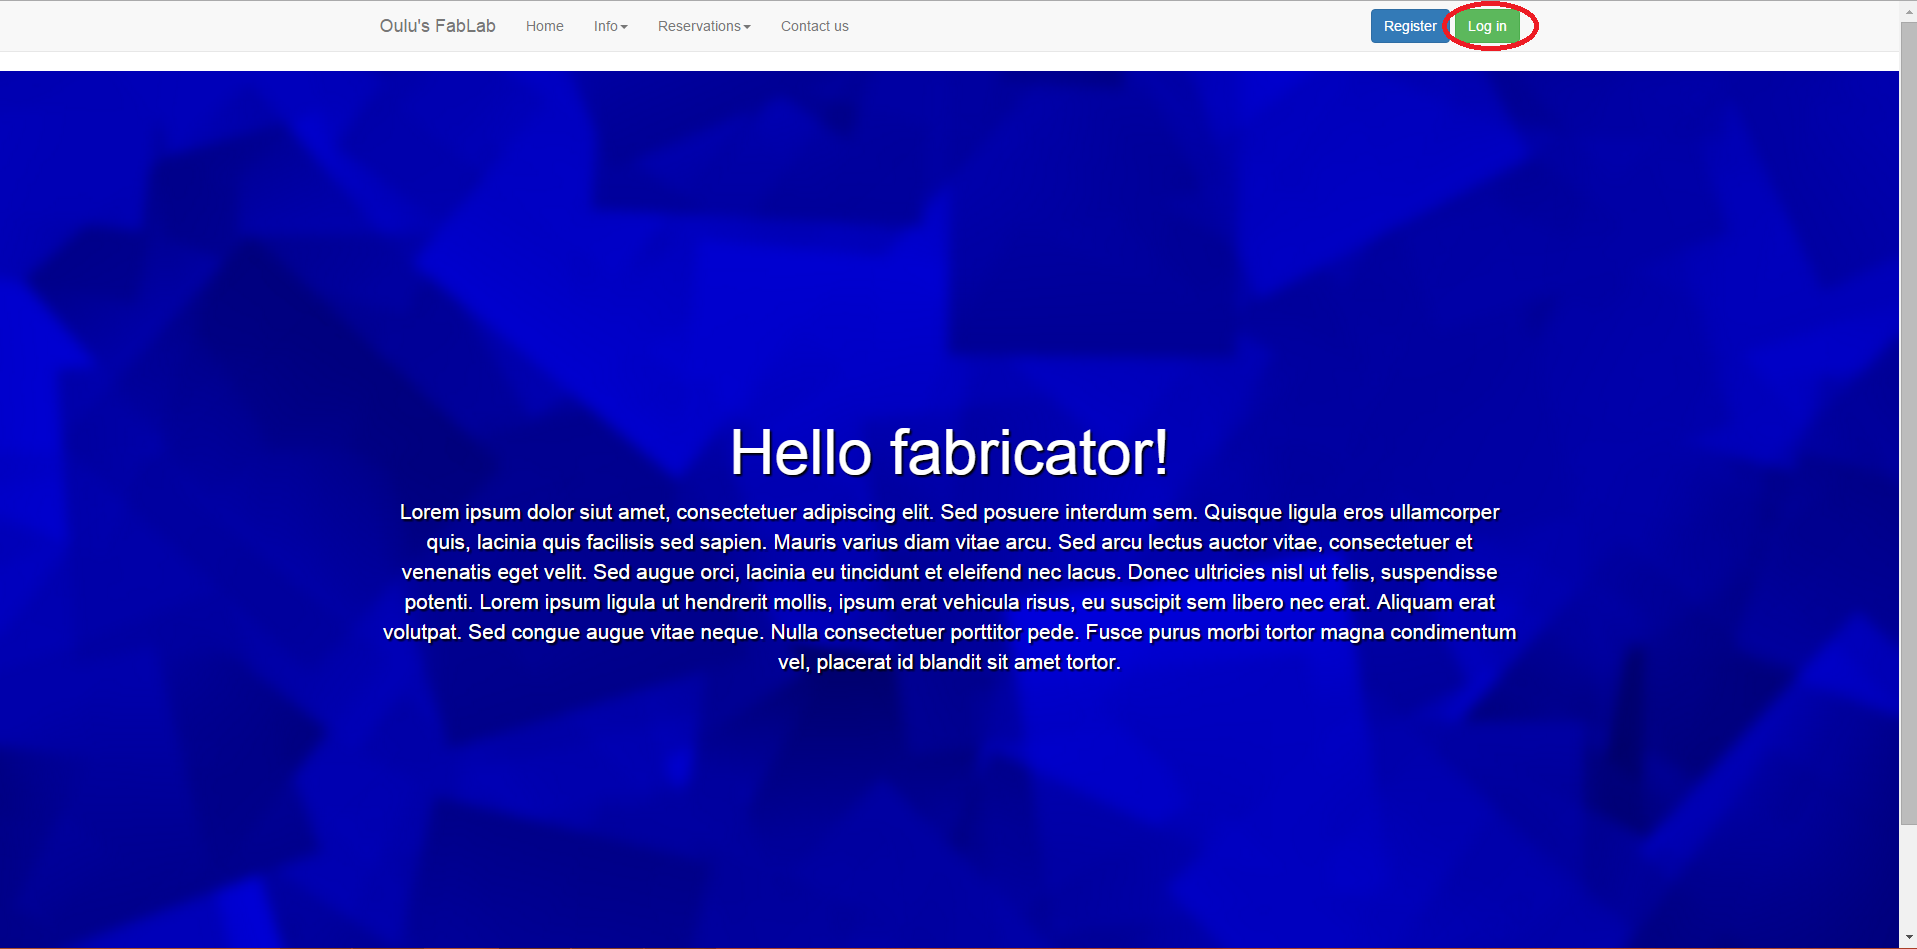 Oulu's FabLab Home Info Reservations Contact us Register Log in
Hello fabricator!
Lorem ipsum dolor siut amet, consectetuer adipiscing elit. Sed posuere interdum sem. Quisque ligula eros ullamcorper
quis, lacinia quis facilisis sed sapien. Mauris varius diam vitae arcu. Sed arcu lectus auctor vitae, consectetuer et
venenatis eget velit. Sed augue orci, lacinia eu tincidunt et eleifend nec lacus. Donec ultricies nisl ut felis, suspendisse
potenti. Lorem ipsum ligula ut hendrerit mollis, ipsum erat vehicula risus, eu suscipit sem libero nec erat. Aliquam erat
volutpat. Sed congue augue vitae neque. Nulla consectetuer porttitor pede. Fusce purus morbi tortor magna condimentum
vel, placerat id blandit sit amet tortor.